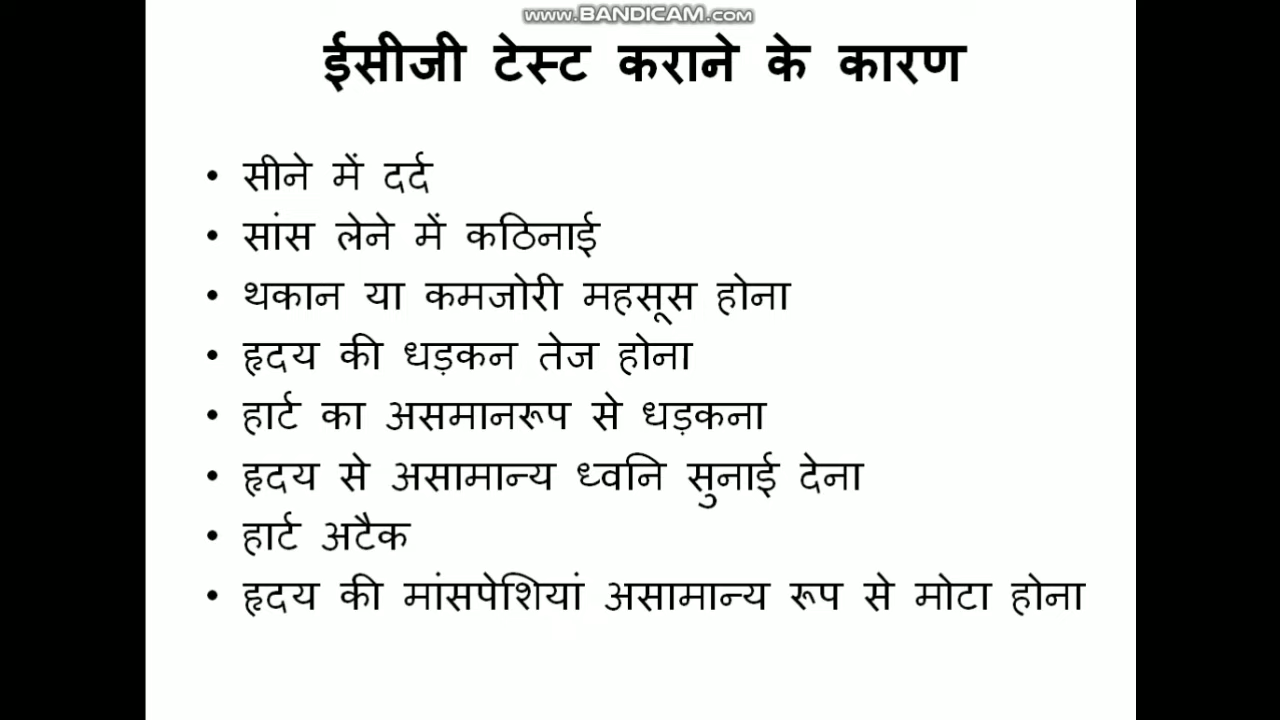 www.BANDICAM.com
ईसीजी टेस्ट कराने के कारण
• सीने में दर्द
• सांस लेने में कठिनाई
• थकान या कमजोरी महसूस होना
• हृदय की धड़कन तेज होना
• हार्ट का असमानरूप से धड़कना
• हृदय से असामान्य ध्वनि सुनाई देना
• हार्ट अटैक
• हृदय की मांसपेशियां असामान्य रूप से मोटा होना